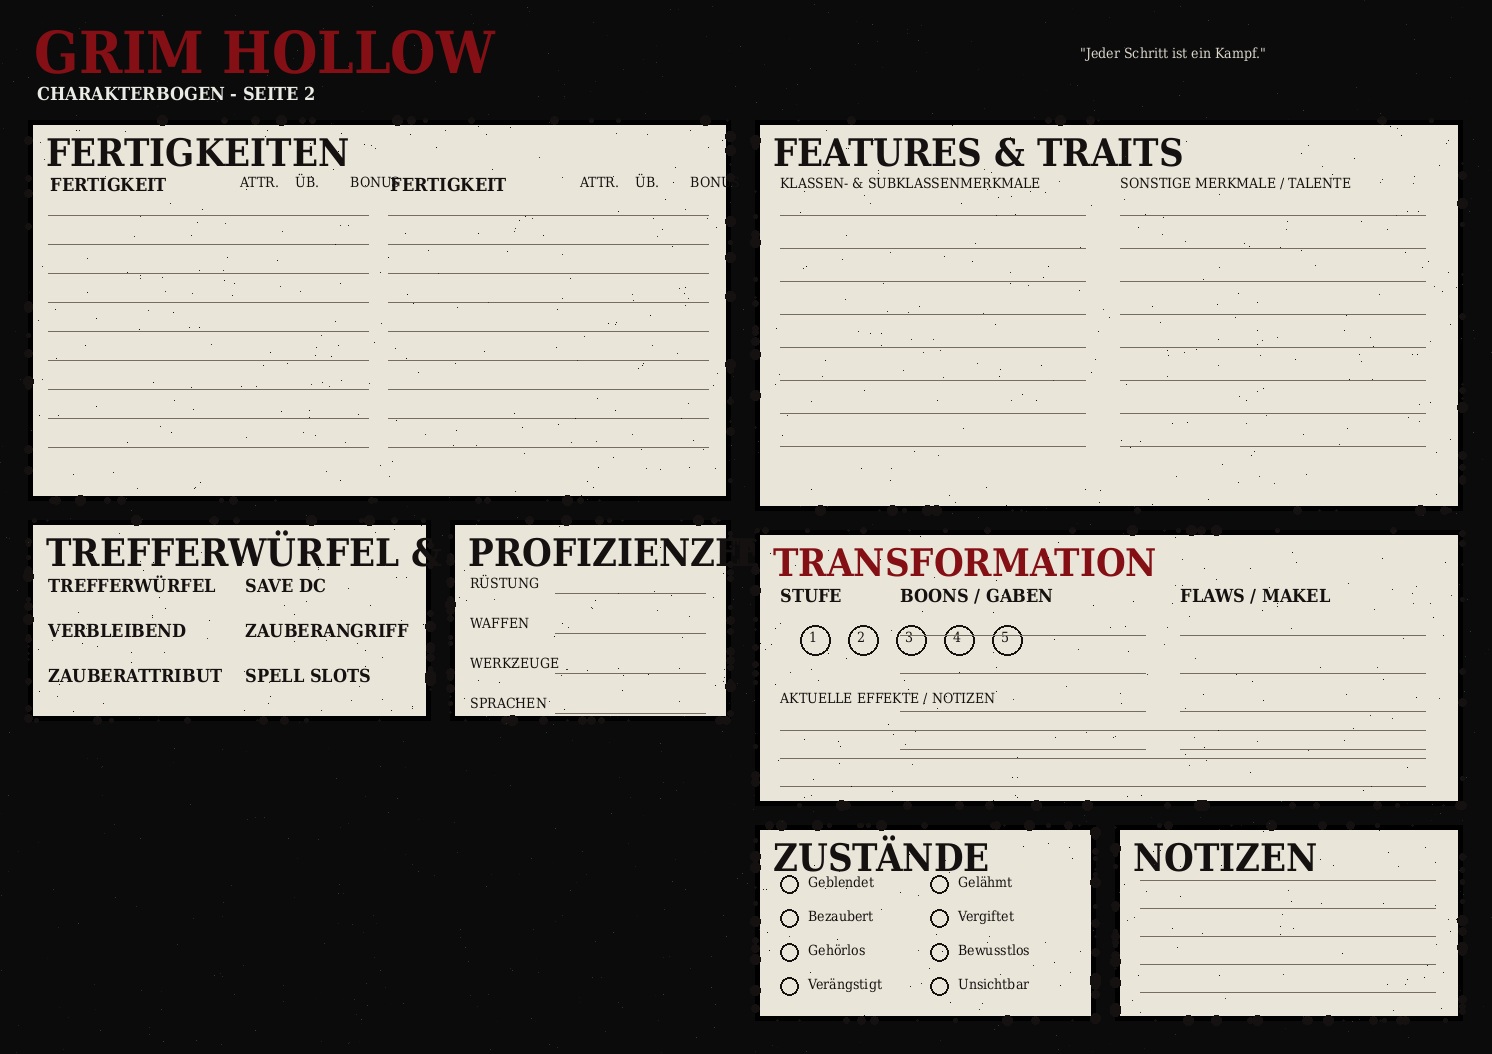 GRIM HOLLOW
CHARAKTERBOGEN - SEITE 2
"Jeder Schritt ist ein Kampf."
FERTIGKEITEN
FERTIGKEIT ATTR. ÜB. BONUS FERTIGKEIT ATTR. ÜB. BONU
FEATURES & TRAITS
KLASSEN- & SUBKLASSENMERKMALE SONSTIGE MERKMALE / TALENTE
TREFFERWÜRFEL &
TREFFERWÜRFEL SAVE DC
VERBLEIBEND ZAUBERANGRIFF
ZAUBERATTRIBUT SPELL SLOTS
PROFIZIENZE
RÜSTUNG
WAFFEN
WERKZEUGE
SPRACHEN
TRANSFORMATION
STUFE BOONS / GABEN FLAWS / MAKEL
1 2 3 4 5
AKTUELLE EFFEKTE / NOTIZEN
ZUSTÄNDE
Geblendet Gelähmt
Bezaubert Vergiftet
Gehörlos Bewusstlos
Verängstigt Unsichtbar
NOTIZEN